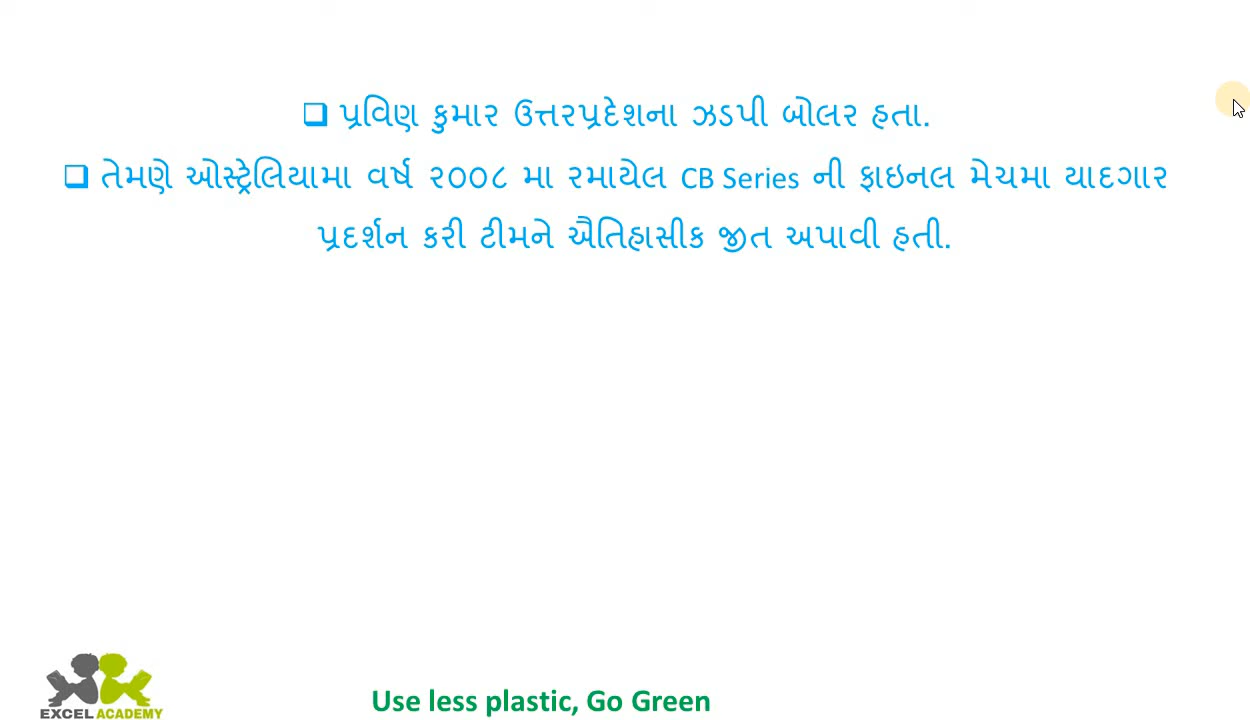 ❑ પ્રવિણ કુમાર ઉત્તરપ્રદેશના ઝડપી બોલર હતા.
❑ તેમણે ઓસ્ટ્રેલિયામા વર્ષ ૨૦૦૮ મા રમાયેલ CB Series ની ફાઇનલ મેચમા યાદગાર
પ્રદર્શન કરી ટીમને ઐતિહાસીક જીત અપાવી હતી.
EXCEL ACADEMY
Use less plastic, Go Green